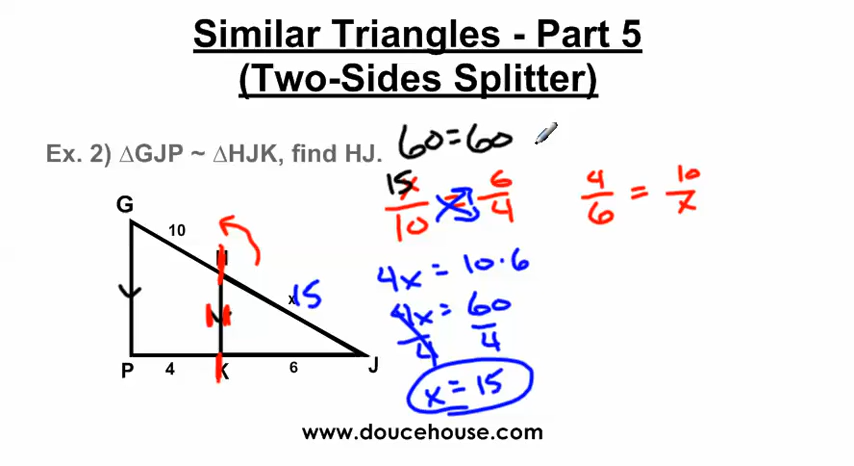 Similar Triangles - Part 5
(Two-Sides Splitter)
Ex. 2) ∆GJP ~ ∆HJK, find HJ.
60=60
15
x/10 = 6/4
4/6 = 10/x
G
10
H
x
15
P
4
K
6
J
4x = 10·6
4x/4 = 60/4
x = 15
www.doucehouse.com